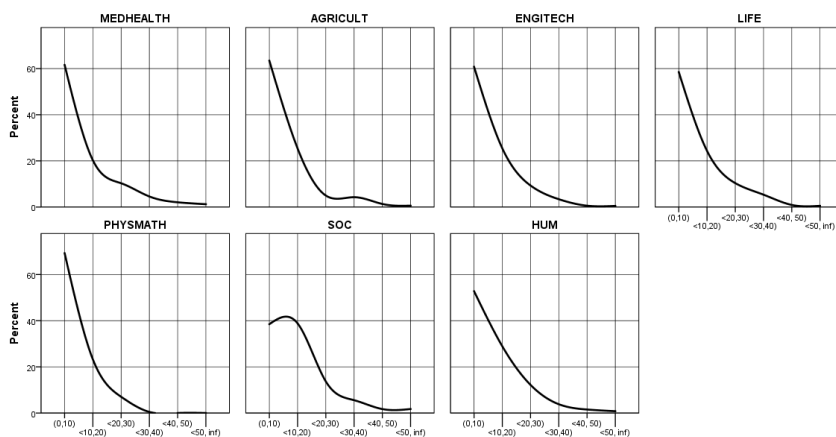 MEDHEALTH AGRICULT ENGITECH LIFE
Percent
60
40
20
0
(0,10) <20,30) <40, 50)
<10,20) <30,40) <50, inf)
PHYSMATH SOC HUM
Percent
60
40
20
0
(0,10) <20,30) <40, 50) (0,10) <20,30) <40, 50) (0,10) <20,30) <40, 50)
<10,20) <30,40) <50, inf) <10,20) <30,40) <50, inf) <10,20) <30,40) <50, inf)